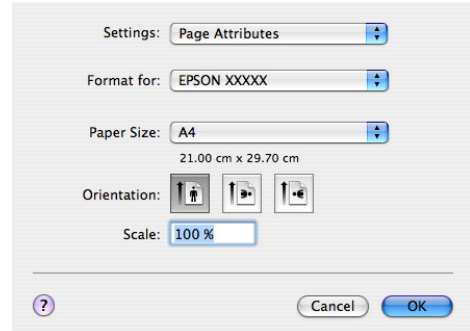 Settings: Page Attributes
Format for: EPSON XXXXX
Paper Size: A4
21.00 cm x 29.70 cm
Orientation:
Scale: 100 %
? Cancel OK